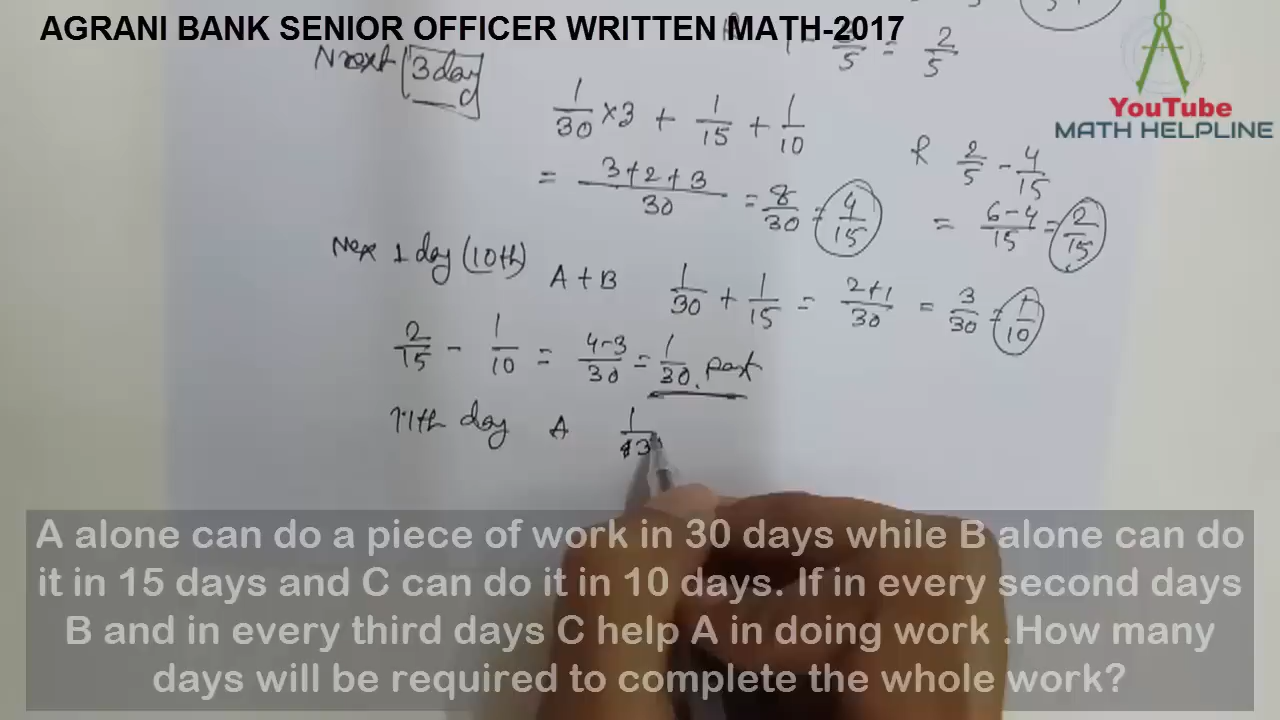 AGRANI BANK SENIOR OFFICER WRITTEN MATH-2017
= 2/5
Next 3 day
1/30 ×3 + 1/15 + 1/10
= 3+2+3/30 = 8/30 = 4/15
YouTube
MATH HELPLINE
R 2/5 - 4/15
= 6-4/15 = 2/15
Nex 1 day (10th) A+B 1/30 + 1/15 = 2+1/30 = 3/30 = 1/10
2/15 - 1/10 = 4-3/30 = 1/30. part
11th day A
A alone can do a piece of work in 30 days while B alone can do
it in 15 days and C can do it in 10 days. If in every second days
B and in every third days C help A in doing work .How many
days will be required to complete the whole work?